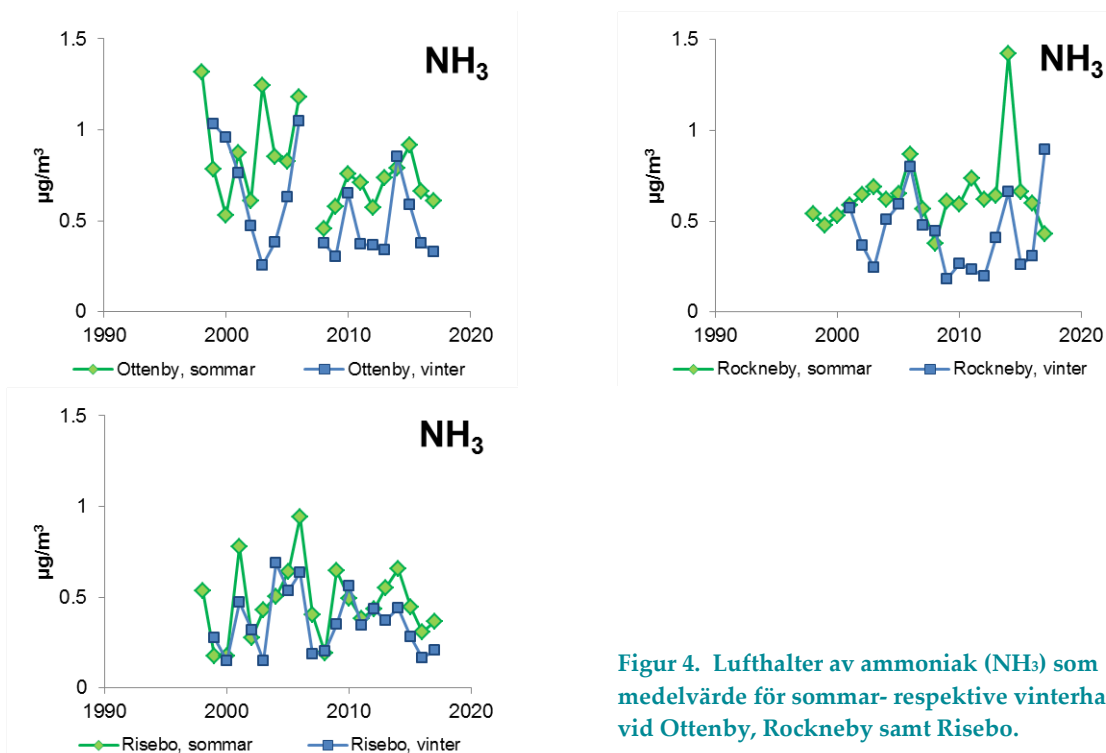 NH₃
1.5
1
0.5
0
µg/m³
1990 2000 2010 2020
Ottenby, sommar Ottenby, vinter
NH₃
1.5
1
0.5
0
µg/m³
1990 2000 2010 2020
Rockneby, sommar Rockneby, vinter
NH₃
1.5
1
0.5
0
µg/m³
1990 2000 2010 2020
Risebo, sommar Risebo, vinter
Figur 4. Lufthalter av ammoniak (NH₃) som
medelvärde för sommar- respektive vinterha
vid Ottenby, Rockneby samt Risebo.